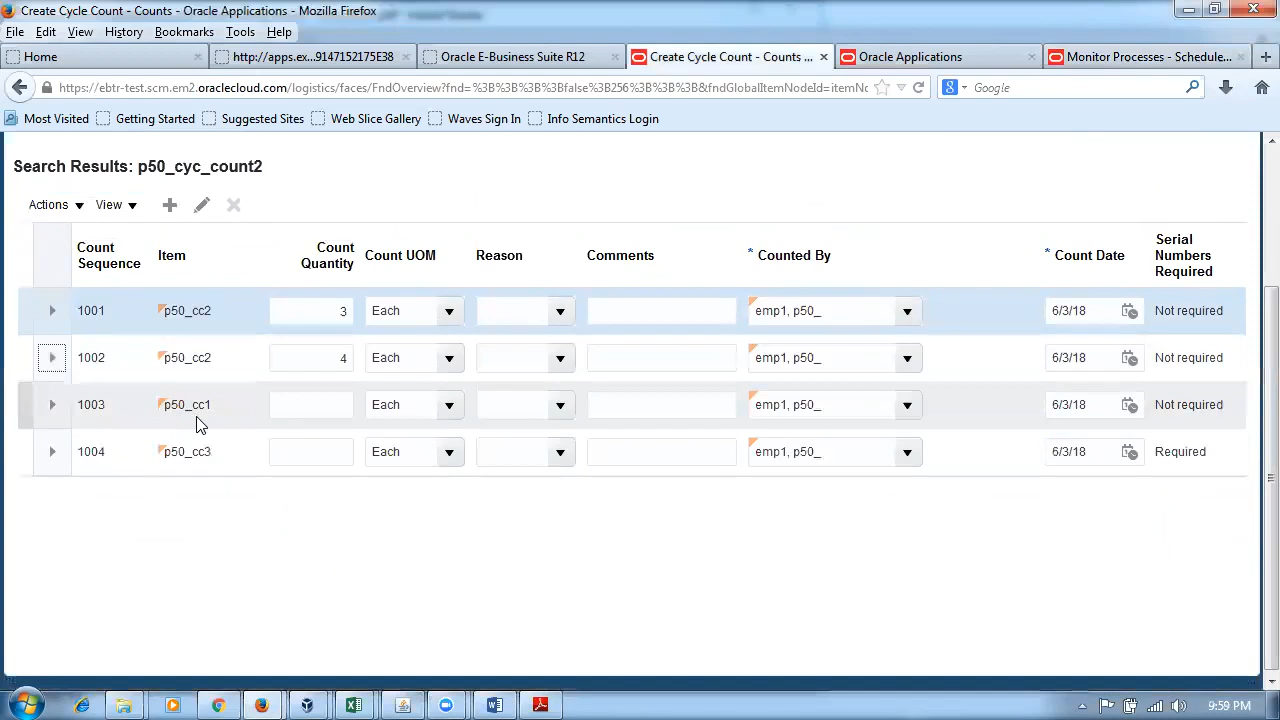 Create Cycle Count - Counts - Oracle Applications - Mozilla Firefox
File Edit View History Bookmarks Tools Help
Home http://apps.ex...9147152175E38 Oracle E-Business Suite R12 Create Cycle Count - Counts ... Oracle Applications Monitor Processes - Schedule...
https://ebtr-test.scm.em2.oraclecloud.com/logistics/faces/FndOverview?fnd=%3B%3B%3B%3Bfalse%3B256%3B%3B%3B&fndGlobalItemNodeId=itemNo Google
Most Visited Getting Started Suggested Sites Web Slice Gallery Waves Sign In Info Semantics Login
Search Results: p50_cyc_count2
Actions View
Count Sequence Item Count Quantity Count UOM Reason Comments * Counted By * Count Date Serial Numbers Required
1001 p50_cc2 3 Each emp1, p50_ 6/3/18 Not required
1002 p50_cc2 4 Each emp1, p50_ 6/3/18 Not required
1003 p50_cc1 Each emp1, p50_ 6/3/18 Not required
1004 p50_cc3 Each emp1, p50_ 6/3/18 Required
9:59 PM